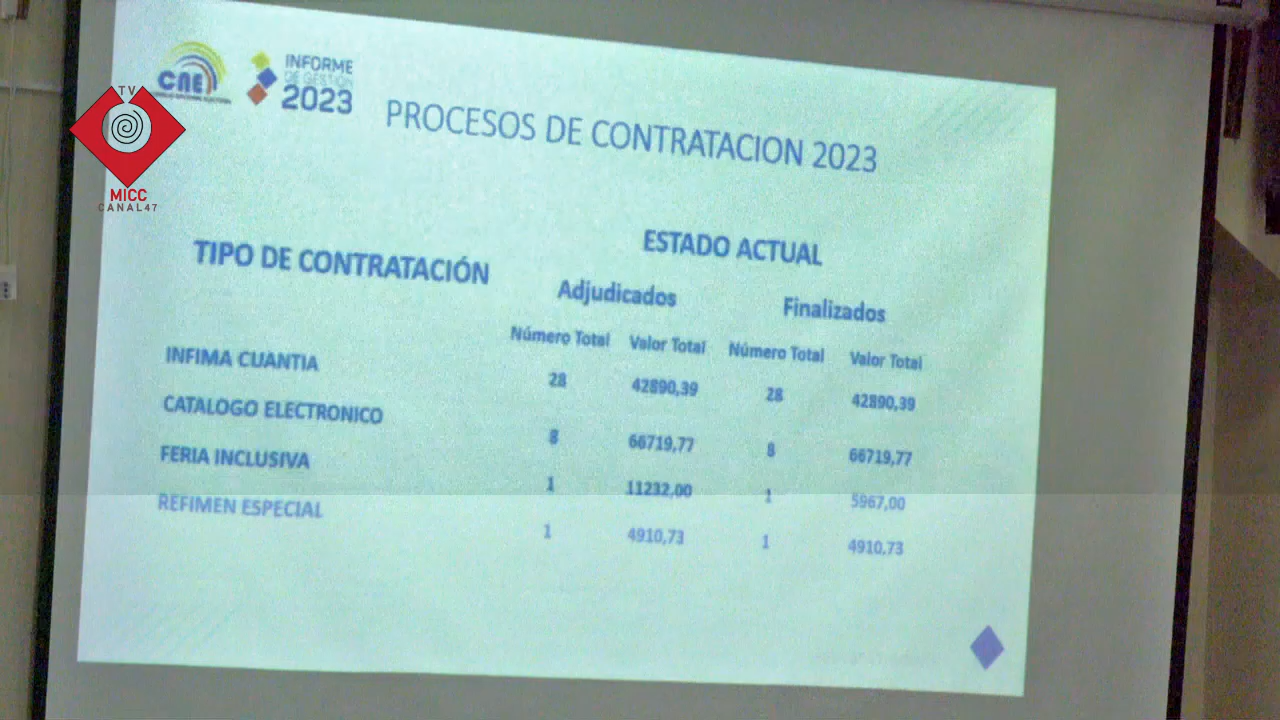 CNE
INFORME
DE GESTIÓN
2023
TV
MICC
CANAL47
PROCESOS DE CONTRATACION 2023
TIPO DE CONTRATACIÓN
ESTADO ACTUAL
Adjudicados
Finalizados
Número Total Valor Total Número Total Valor Total
INFIMA CUANTIA 28 42890,39 28 42890,39
CATALOGO ELECTRONICO 8 66719,77 8 66719,77
FERIA INCLUSIVA 1 11232,00 1 5967,00
REFIMEN ESPECIAL 1 4910,73 1 4910,73